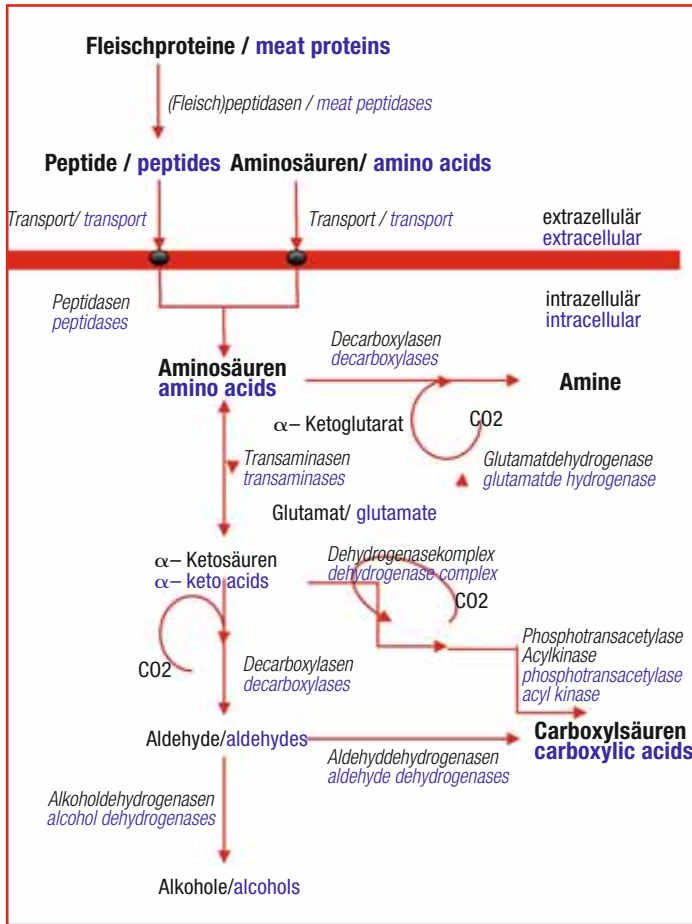 Fleischproteine / meat proteins
(Fleisch)peptidasen / meat peptidases
Peptide / peptides Aminosäuren/ amino acids
Transport/ transport
Transport / transport
extrazellulär
extracellular
Peptidasen
peptidases
intrazellulär
intracellular
Decarboxylasen
decarboxylases
Aminosäuren
amino acids
Amine
α– Ketoglutarat
CO2
Transaminasen
transaminases
Glutamatdehydrogenase
glutamatde hydrogenase
Glutamat/ glutamate
α– Ketosäuren
α– keto acids
Dehydrogenasekomplex
dehydrogenase complex
CO2
CO2
Decarboxylasen
decarboxylases
Phosphotransacetylase
Acylkinase
phosphotransacetylase
acyl kinase
Aldehyde/aldehydes
Aldehyddehydrogenasen
aldehyde dehydrogenases
Carboxylsäuren
carboxylic acids
Alkoholdehydrogenasen
alcohol dehydrogenases
Alkohole/alcohols